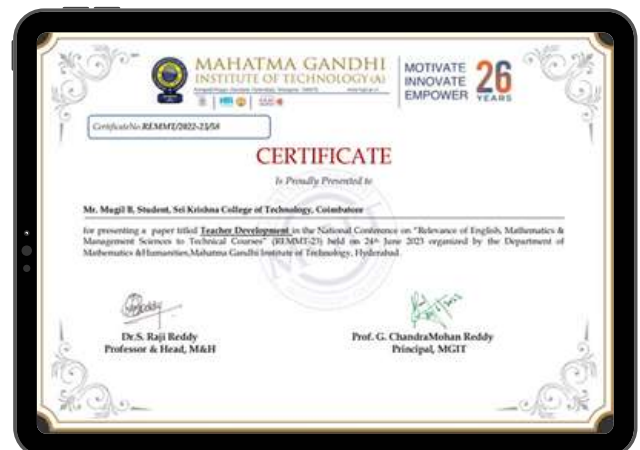 MAHATMA GANDHI
INSTITUTE OF TECHNOLOGY (A)
MOTIVATE
INNOVATE
EMPOWER
26
YEARS
CertificateNo:REMMT/2022-23/58
CERTIFICATE
Is Proudly Presented to
Mr. Mugil B, Student, Sri Krishna College of Technology, Coimbatore
for presenting a paper titled Teacher Development in the National Conference on "Relevance of English, Mathematics &
Management Sciences to Technical Courses" (REMMT-23) held on 24th June 2023 organized by the Department of
Mathematics &Humanities,Mahatma Gandhi Institute of Technology, Hyderabad.
Dr.S. Raji Reddy
Professor & Head, M&H
Prof. G. ChandraMohan Reddy
Principal, MGIT